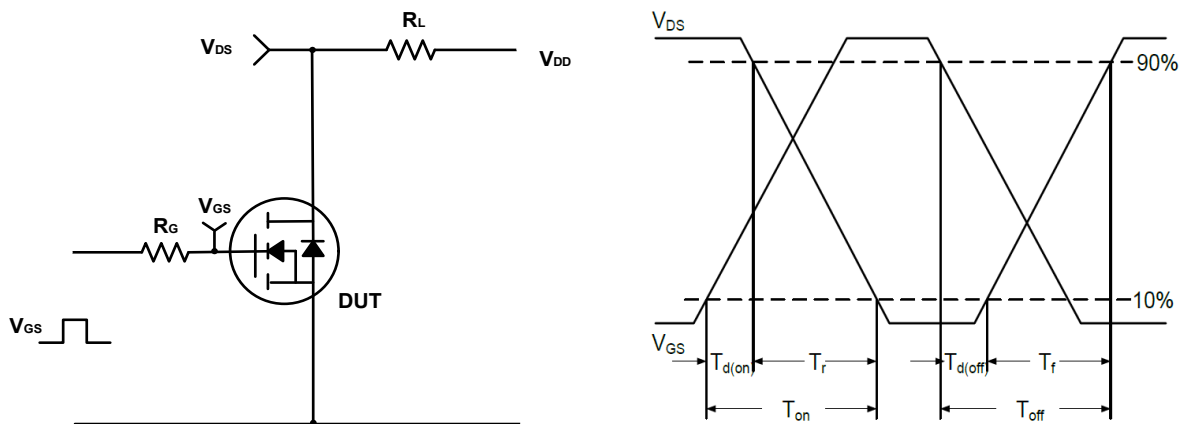 RL
VDS
VDD
VGS
RG
DUT
VGS
VDS
90%
10%
VGS
Td(on)
Tr
Td(off)
Tf
Ton
Toff